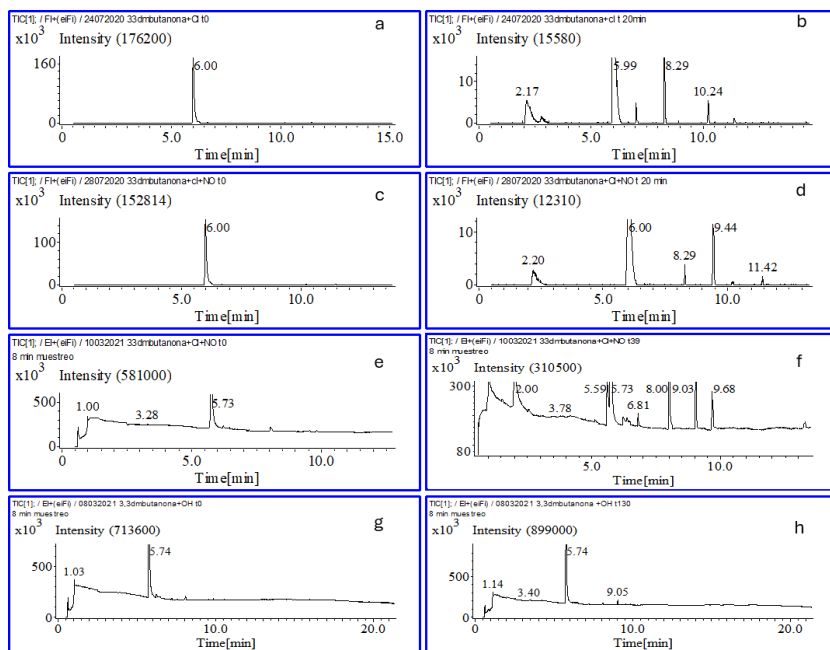 TIC[1]; / FI+(eiFi) / 24072020 33dmbutanona+Cl t0
a
x10³ Intensity (176200)
160
6.00
0
0 5.0 10.0 15.0
Time[min]
TIC[1]; / FI+(eiFi) / 24072020 33dmbutanona+cl t 20min
b
x10³ Intensity (15580)
10
0
2.17 5.99 8.29 10.24
0 5.0 10.0
Time[min]
TIC[1]; / FI+(eiFi) / 28072020 33dmbutanona+cl+NO t0
c
x10³ Intensity (152814)
100
6.00
0
0 5.0 10.0
Time[min]
TIC[1]; / FI+(eiFi) / 28072020 33dmbutanona+Cl+NO t 20 min
d
x10³ Intensity (12310)
10
0
2.20 6.00 8.29 9.44 11.42
0 5.0 10.0
Time[min]
TIC[1]; / EI+(eiFi) / 10032021 33dmbutanona+Cl+NO t0
8 min muestreo
e
x10³ Intensity (581000)
500
0
1.00 3.28 5.73
0 5.0 10.0
Time[min]
TIC[1]; / EI+(eiFi) / 10032021 33dmbutanona+Cl+NO t39
8 min muestreo
f
x10³ Intensity (310500)
300
80
2.00 3.78 5.59 5.73 6.81 8.00 9.03 9.68
5.0 10.0
Time[min]
TIC[1]; / EI+(eiFi) / 08032021 3,3dmbutanona+OH t0
8 min muestreo
g
x10³ Intensity (713600)
500
0
1.03 5.74
0 10.0 20.0
Time[min]
TIC[1]; / EI+(eiFi) / 08032021 3,3dmbutanona +OH t130
8 min muestreo
h
x10³ Intensity (899000)
500
0
1.14 3.40 5.74 9.05
0 10.0 20.0
Time[min]